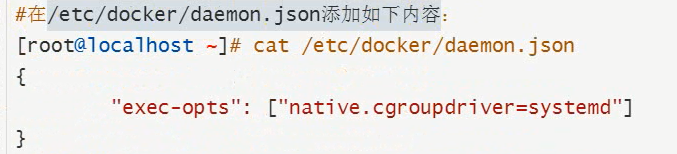 #在/etc/docker/daemon.json添加如下内容：
[root@localhost ~]# cat /etc/docker/daemon.json
{
        "exec-opts": ["native.cgroupdriver=systemd"]
}